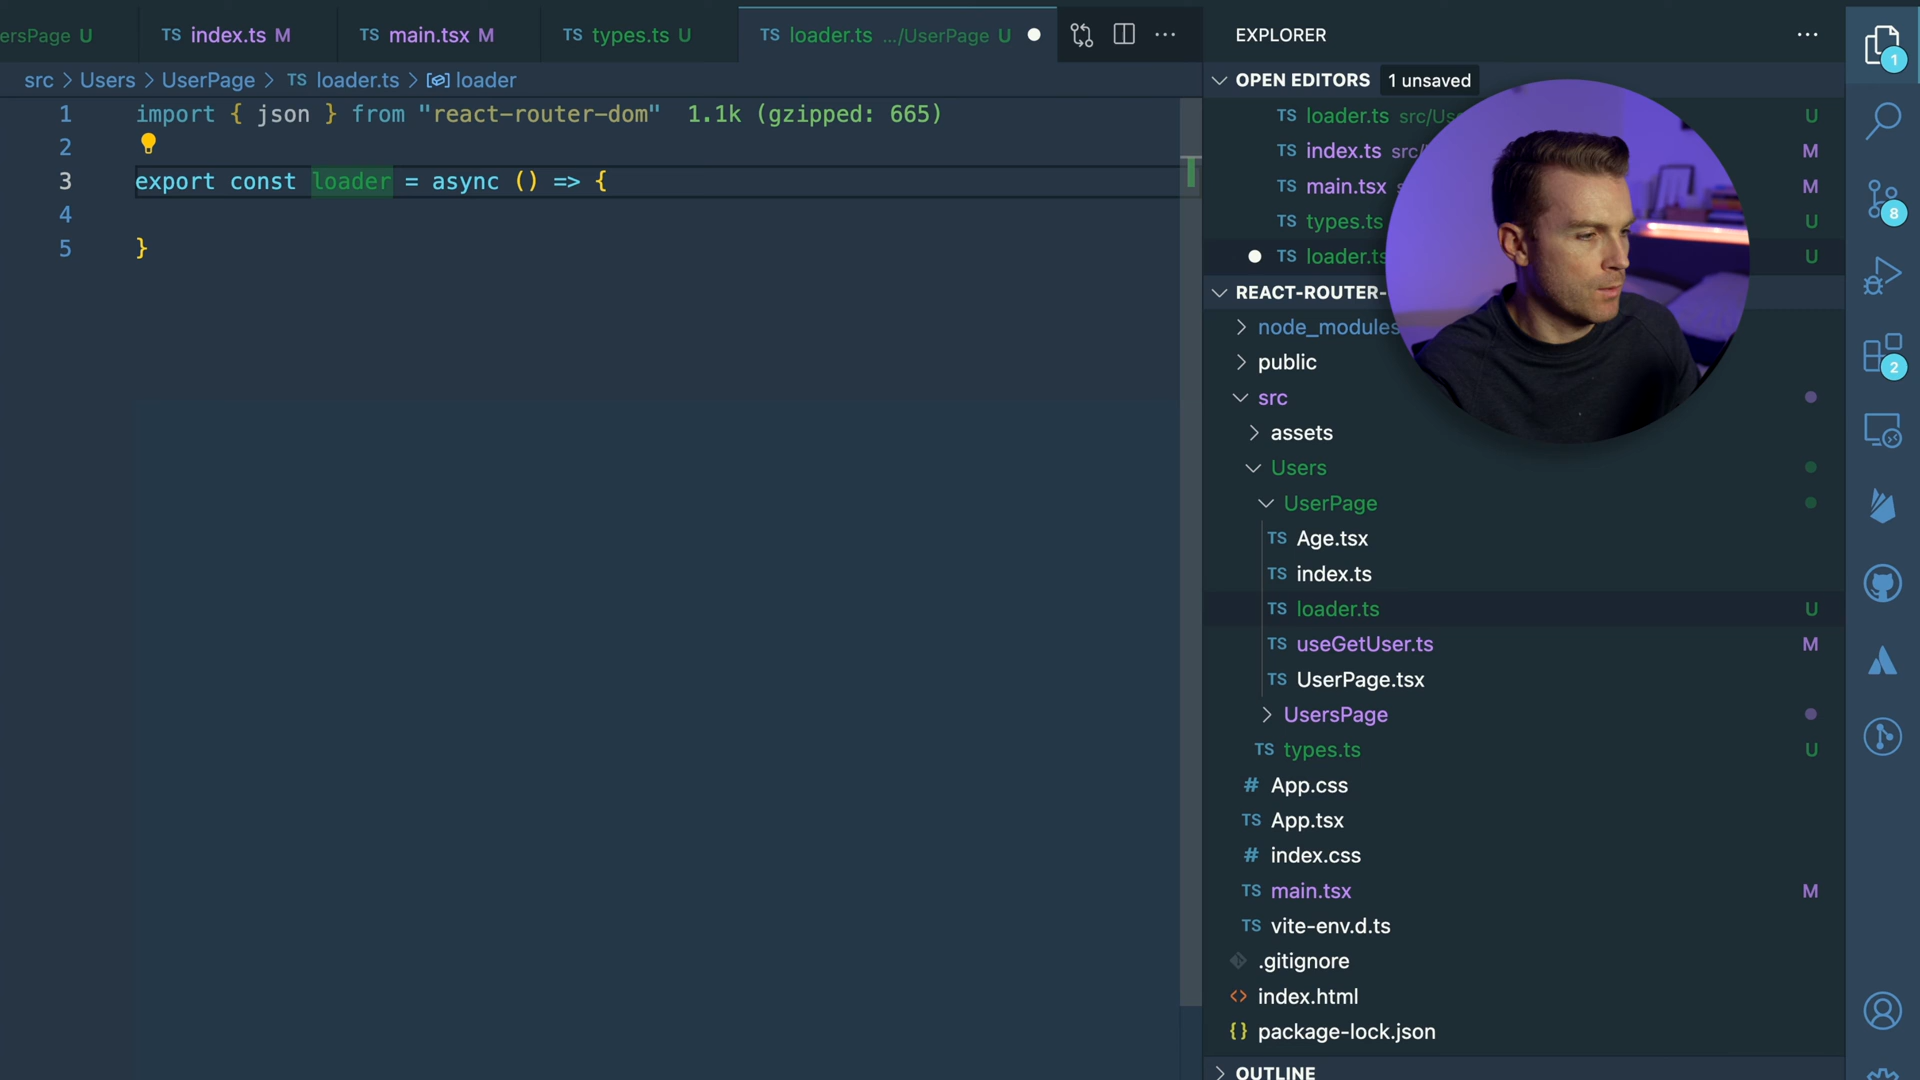 ersPage U
TS index.ts M
TS main.tsx M
TS types.ts U
TS loader.ts .../UserPage U
EXPLORER
src > Users > UserPage > TS loader.ts > loader
OPEN EDITORS 1 unsaved
1 import { json } from "react-router-dom" 1.1k (gzipped: 665)
2
3 export const loader = async () => {
4
5 }
TS loader.ts src/Us U
TS index.ts src/ M
TS main.tsx M
TS types.ts U
TS loader.ts U
REACT-ROUTER-
node_modules
public
src
assets
Users
UserPage
TS Age.tsx
TS index.ts
TS loader.ts U
TS useGetUser.ts M
TS UserPage.tsx
UsersPage
TS types.ts U
# App.css
TS App.tsx
# index.css
TS main.tsx M
TS vite-env.d.ts
.gitignore
<> index.html
{} package-lock.json
OUTLINE
1
8
2